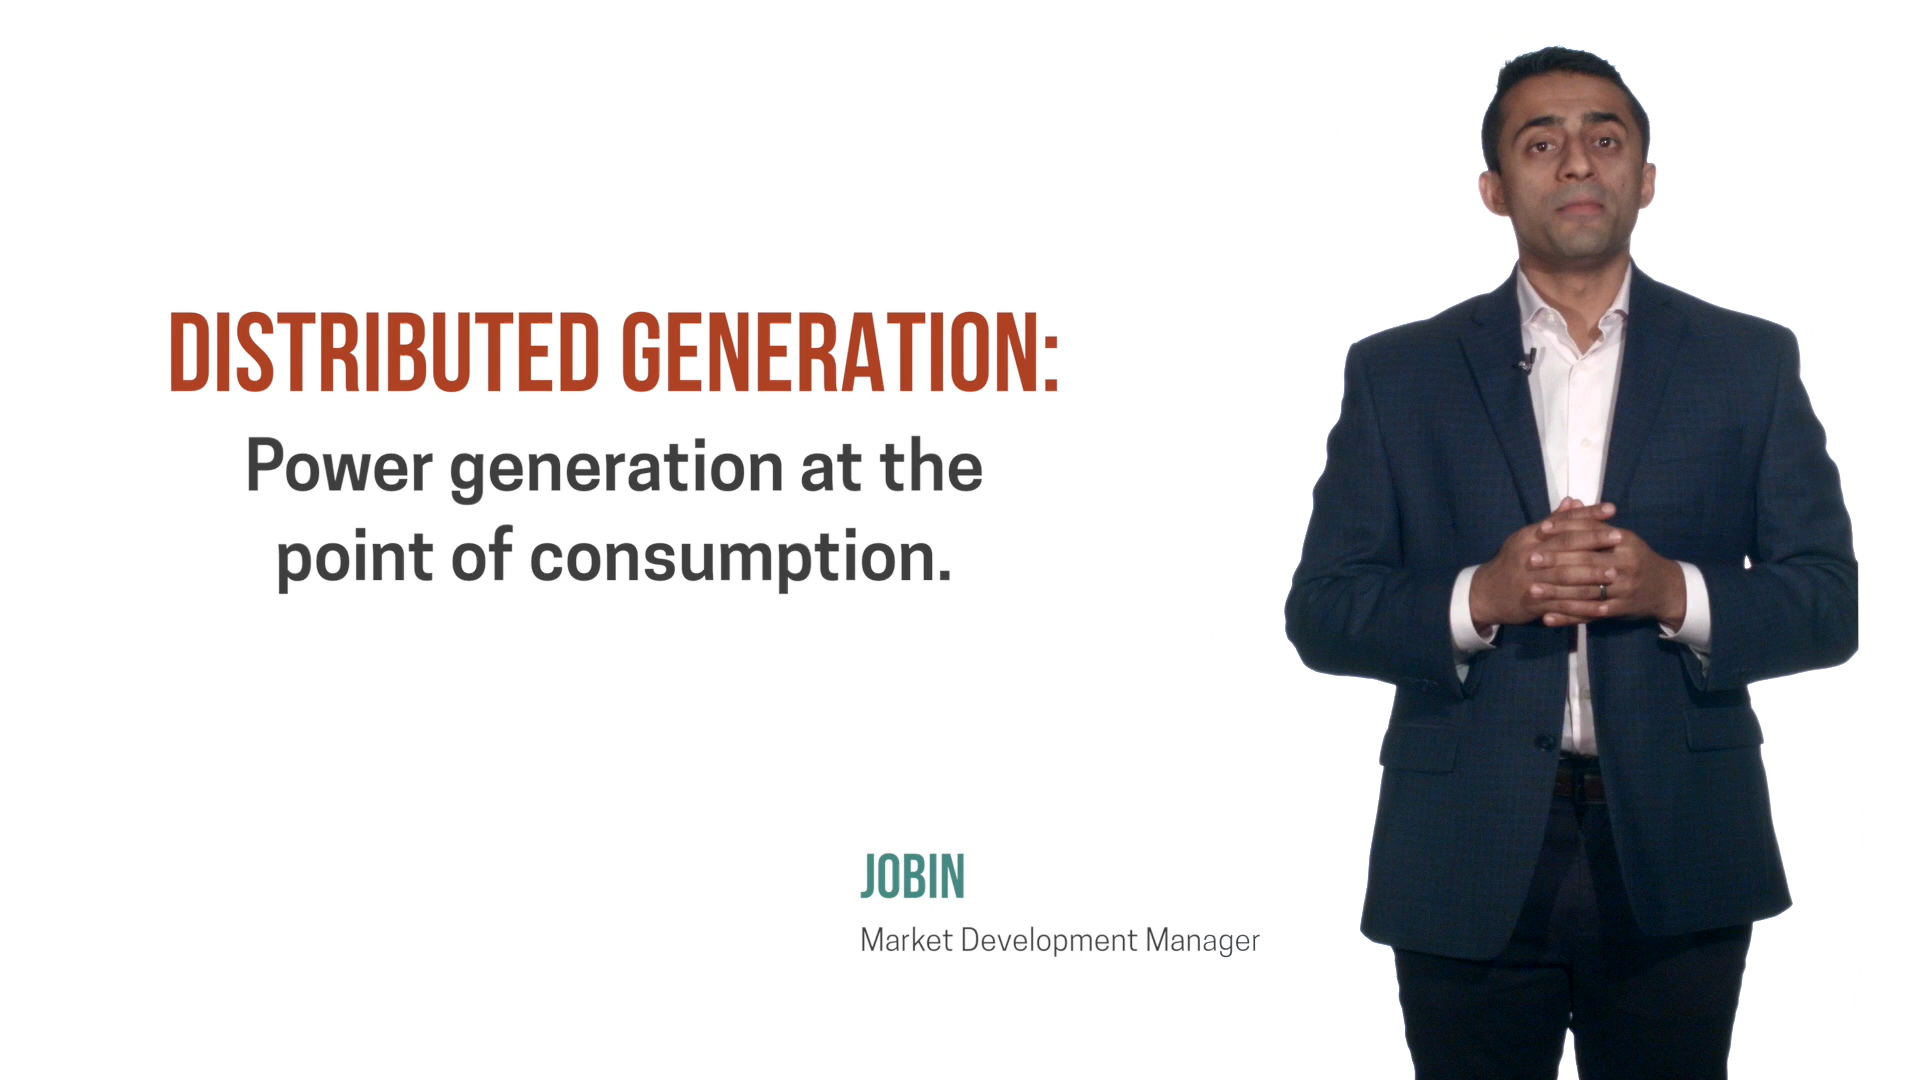 DISTRIBUTED GENERATION:
Power generation at the
point of consumption.
JOBIN
Market Development Manager